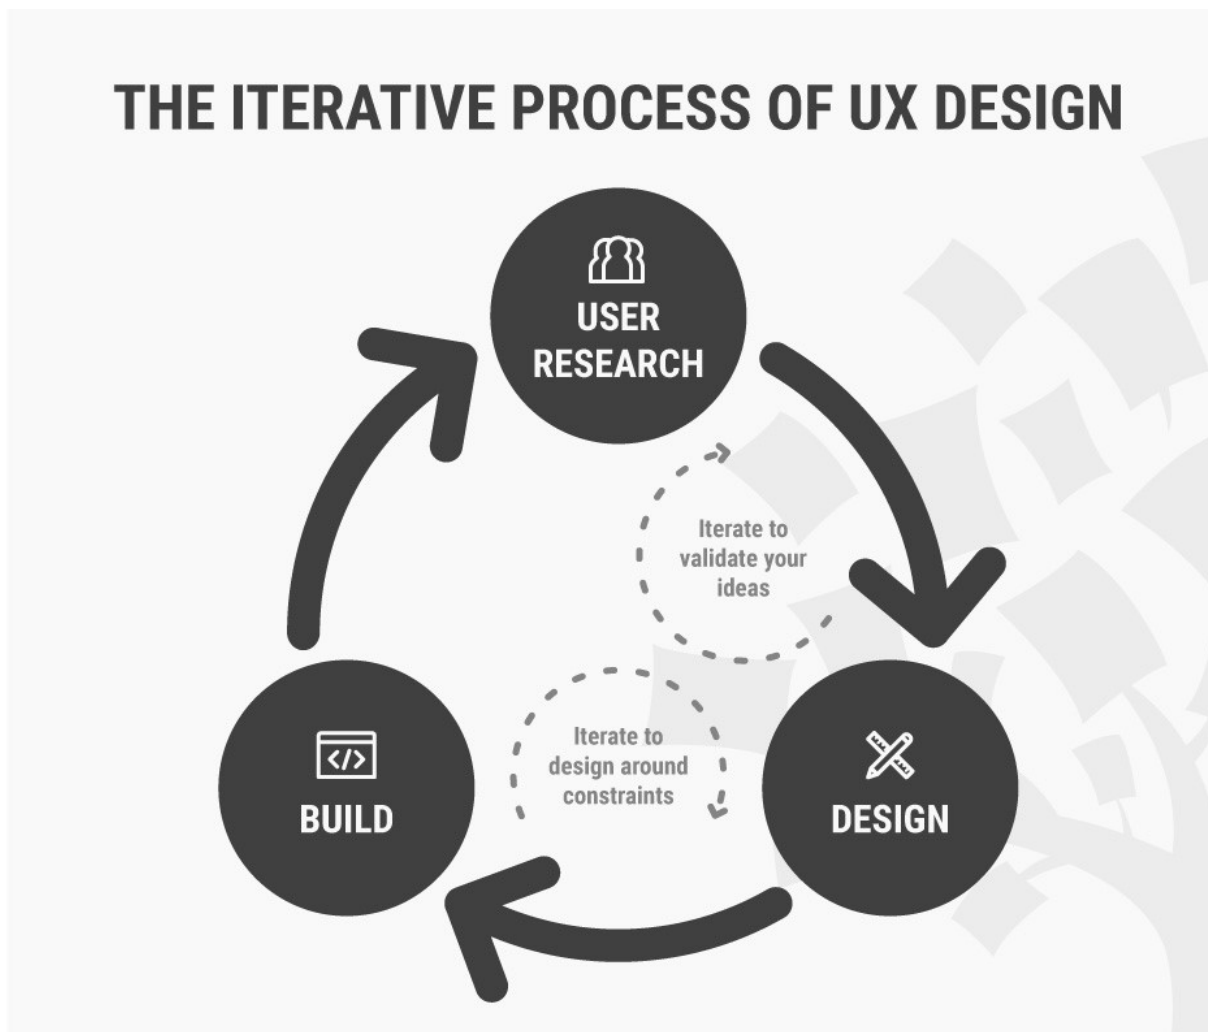 THE ITERATIVE PROCESS OF UX DESIGN
USER
RESEARCH
Iterate to
validate your
ideas
Iterate to
design around
constraints
</>
BUILD
DESIGN